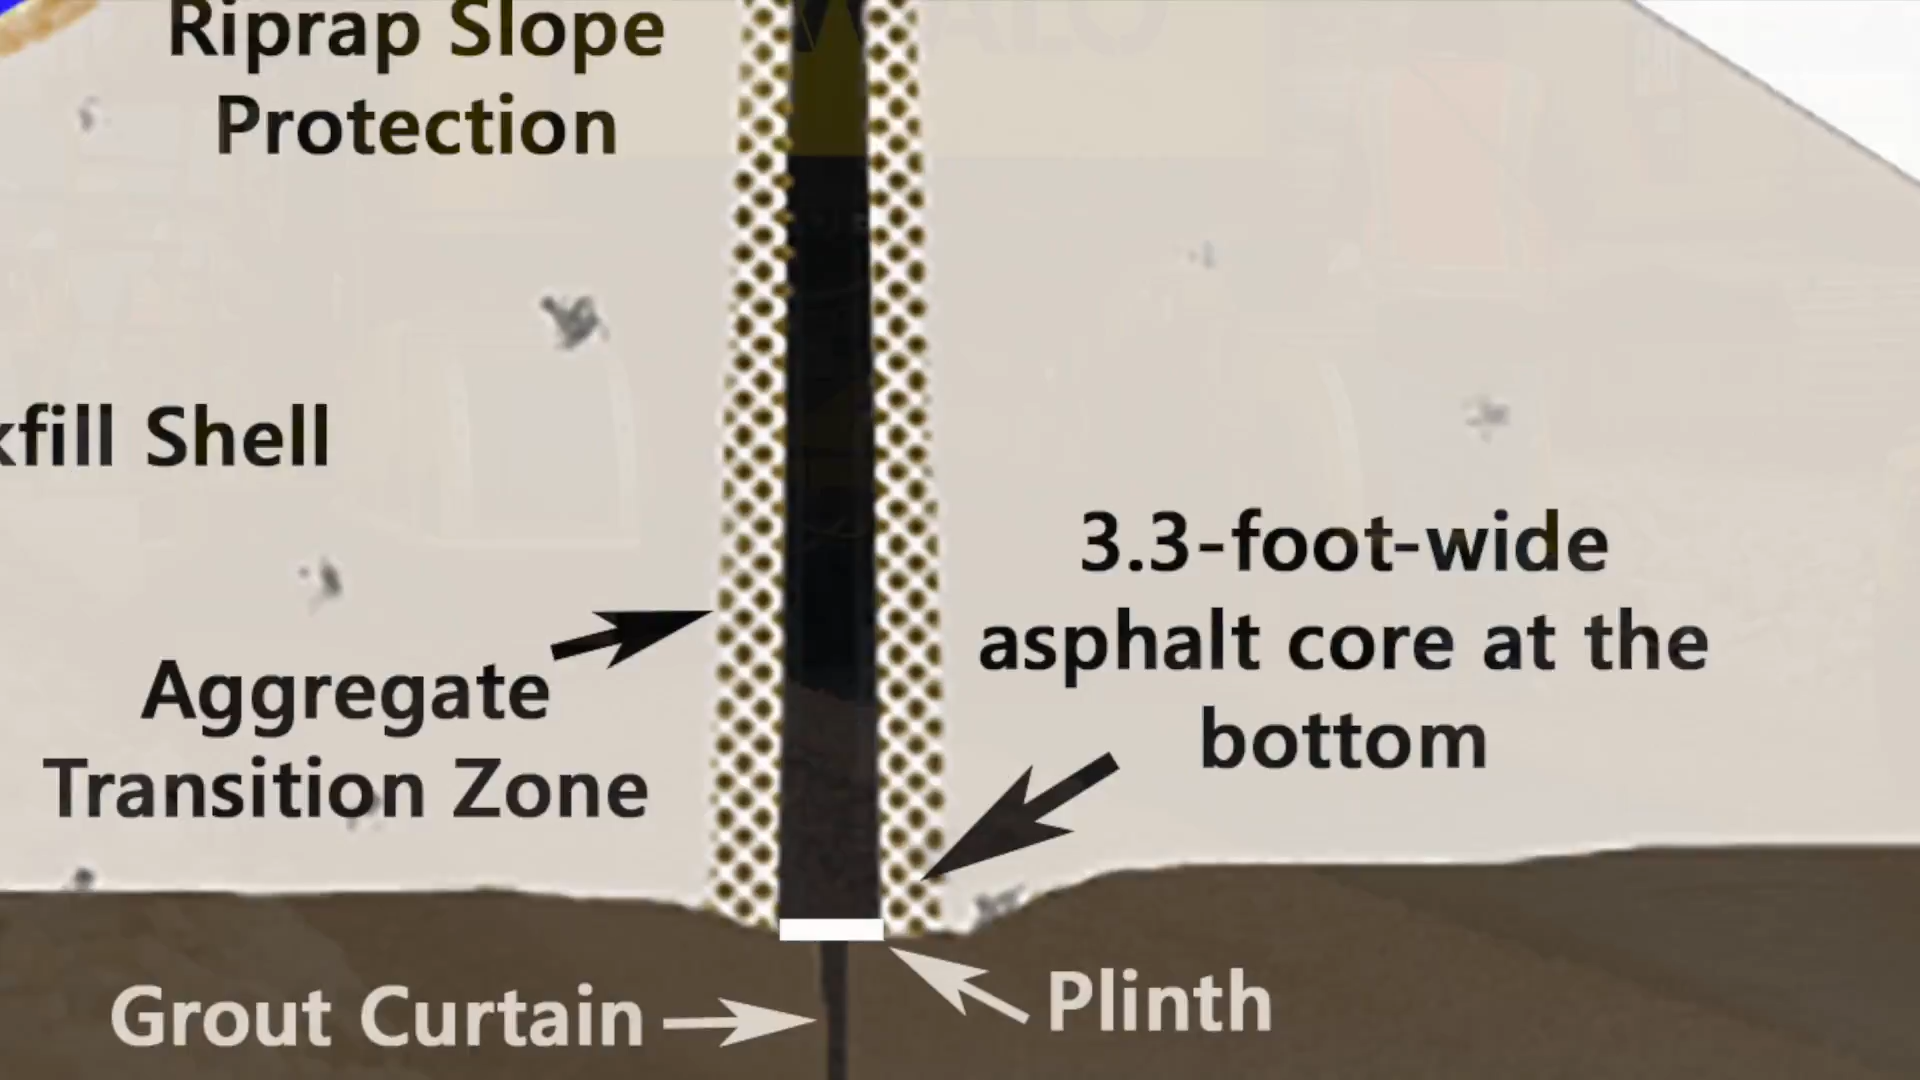 Riprap Slope
Protection
kfill Shell
3.3-foot-wide
asphalt core at the
bottom
Aggregate
Transition Zone
Grout Curtain
Plinth